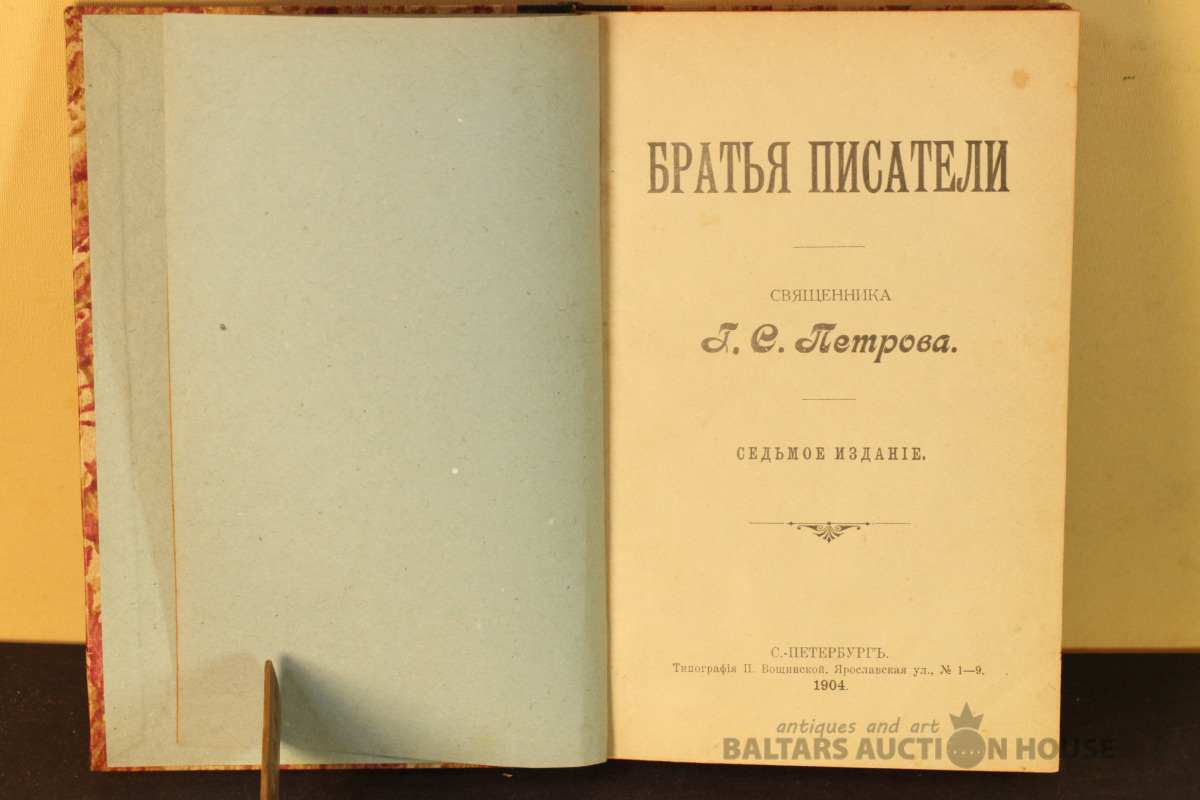 БРАТЬЯ ПИСАТЕЛИ
СВЯЩЕННИКА
Г. С. Петрова.
СЕДЬМОЕ ИЗДАНІЕ.
С.-ПЕТЕРБУРГЪ.
Типографія П. Вощинской, Ярославская ул., № 1—9.
1904.
antiques and art
BALTARS AUCTION HOUSE